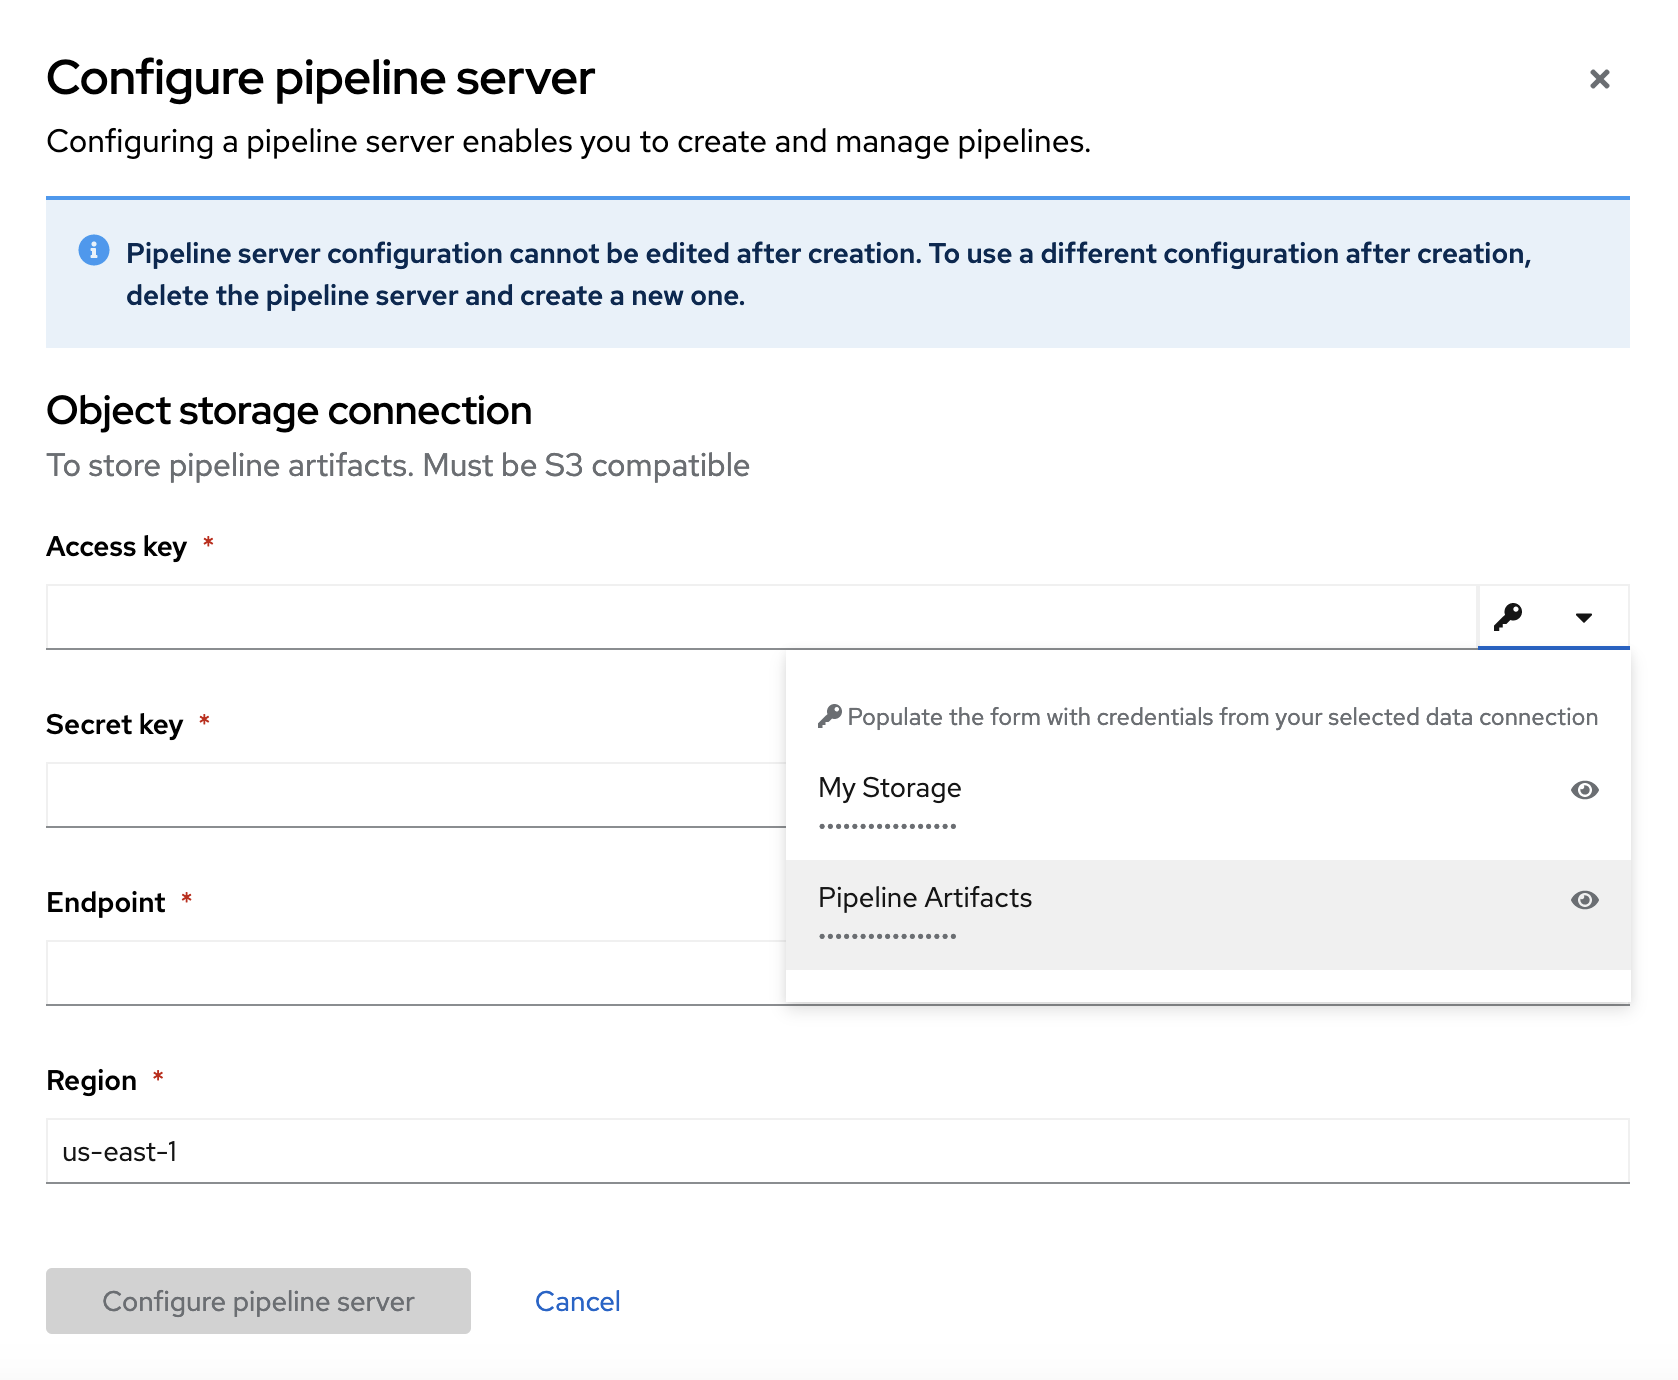 Configure pipeline server
Configuring a pipeline server enables you to create and manage pipelines.
Pipeline server configuration cannot be edited after creation. To use a different configuration after creation,
delete the pipeline server and create a new one.
Object storage connection
To store pipeline artifacts. Must be S3 compatible
Access key *
Populate the form with credentials from your selected data connection
My Storage
•••••••••••••••••
Pipeline Artifacts
•••••••••••••••••
Secret key *
Endpoint *
Region *
us-east-1
Configure pipeline server
Cancel